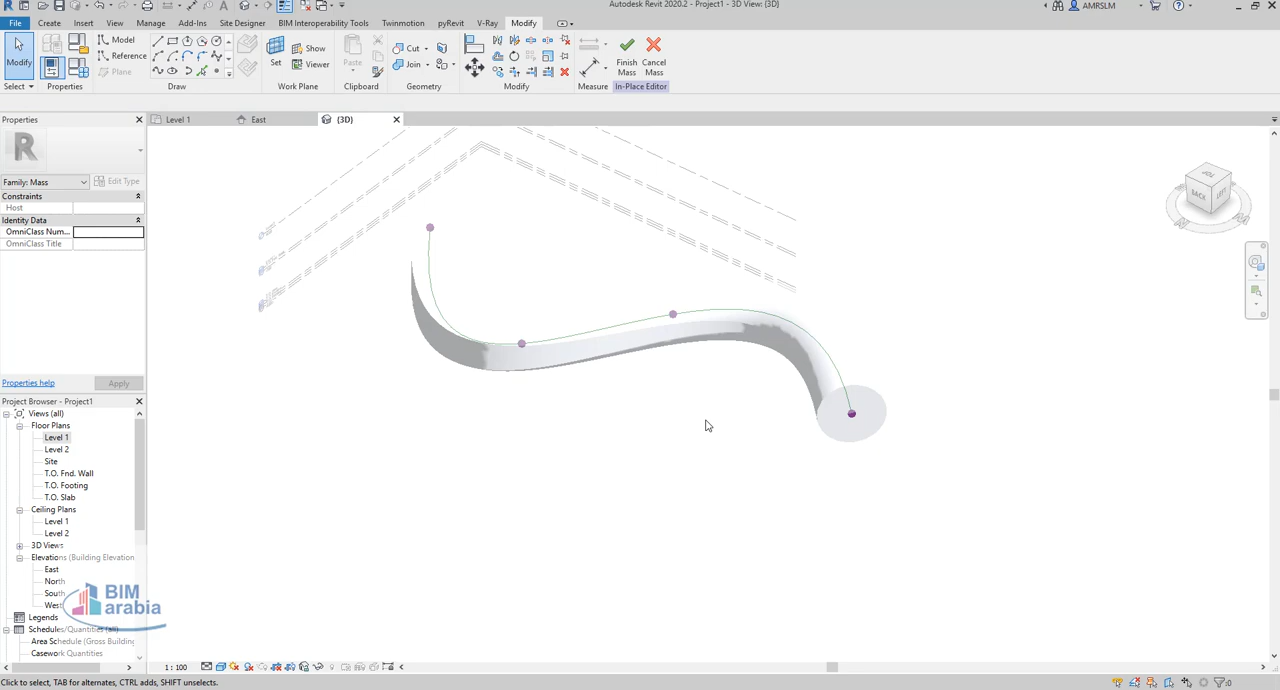 Autodesk Revit 2020.2 - Project1 - 3D View: {3D}
AMRSLM
File Create Insert View Manage Add-Ins Site Designer BIM Interoperability Tools Twinmotion pyRevit V-Ray Modify
Modify
Model
Reference
Plane
Set
Show
Viewer
Paste
Cut
Join
Finish Mass
Cancel Mass
Select Properties Draw Work Plane Clipboard Geometry Modify Measure In-Place Editor
Properties
Level 1
East
{3D}
Family: Mass
Edit Type
Constraints
Host
Identity Data
OmniClass Num...
OmniClass Title
Properties help
Apply
Project Browser - Project1
Views (all)
Floor Plans
Level 1
Level 2
Site
T.O. Fnd. Wall
T.O. Footing
T.O. Slab
Ceiling Plans
Level 1
Level 2
3D Views
Elevations (Building Elevation
East
North
South
West
Legends
Schedules/Quantities (all)
Area Schedule (Gross Building
Casework Quantities
BIM
arabia
TOP
BACK
LEFT
1 : 100
Click to select, TAB for alternates, CTRL adds, SHIFT unselects.
:0